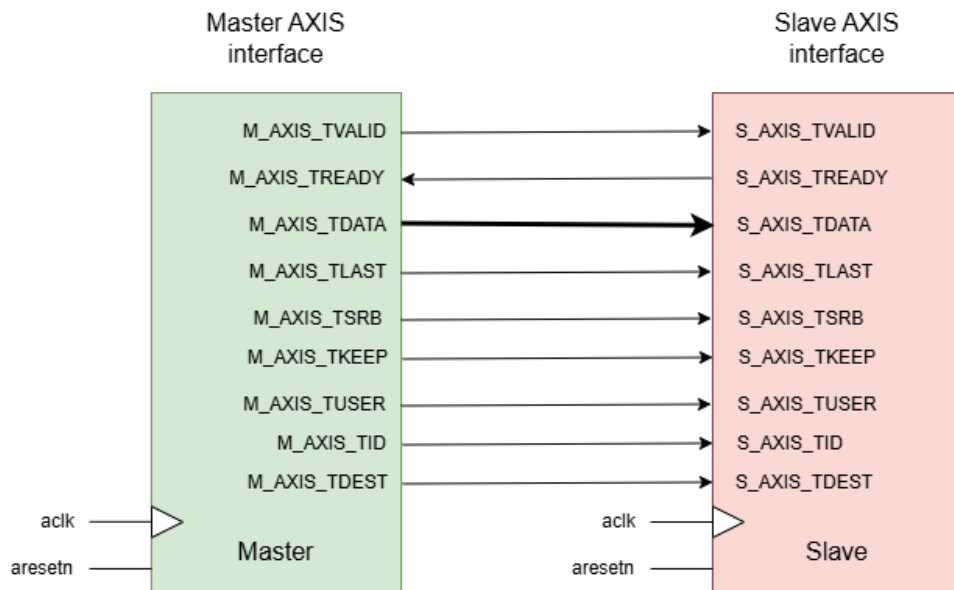 Master AXIS
interface
Slave AXIS
interface
M_AXIS_TVALID
S_AXIS_TVALID
M_AXIS_TREADY
S_AXIS_TREADY
M_AXIS_TDATA
S_AXIS_TDATA
M_AXIS_TLAST
S_AXIS_TLAST
M_AXIS_TSRB
S_AXIS_TSRB
M_AXIS_TKEEP
S_AXIS_TKEEP
M_AXIS_TUSER
S_AXIS_TUSER
M_AXIS_TID
S_AXIS_TID
M_AXIS_TDEST
S_AXIS_TDEST
aclk
aclk
Master
Slave
aresetn
aresetn